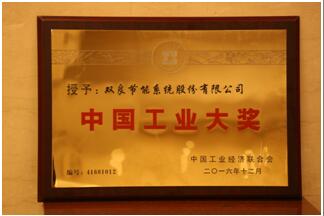 授予：双良节能系统股份有限公司
中国工业大奖
中国工业经济联合会
编号：41601012
二〇一六年十二月